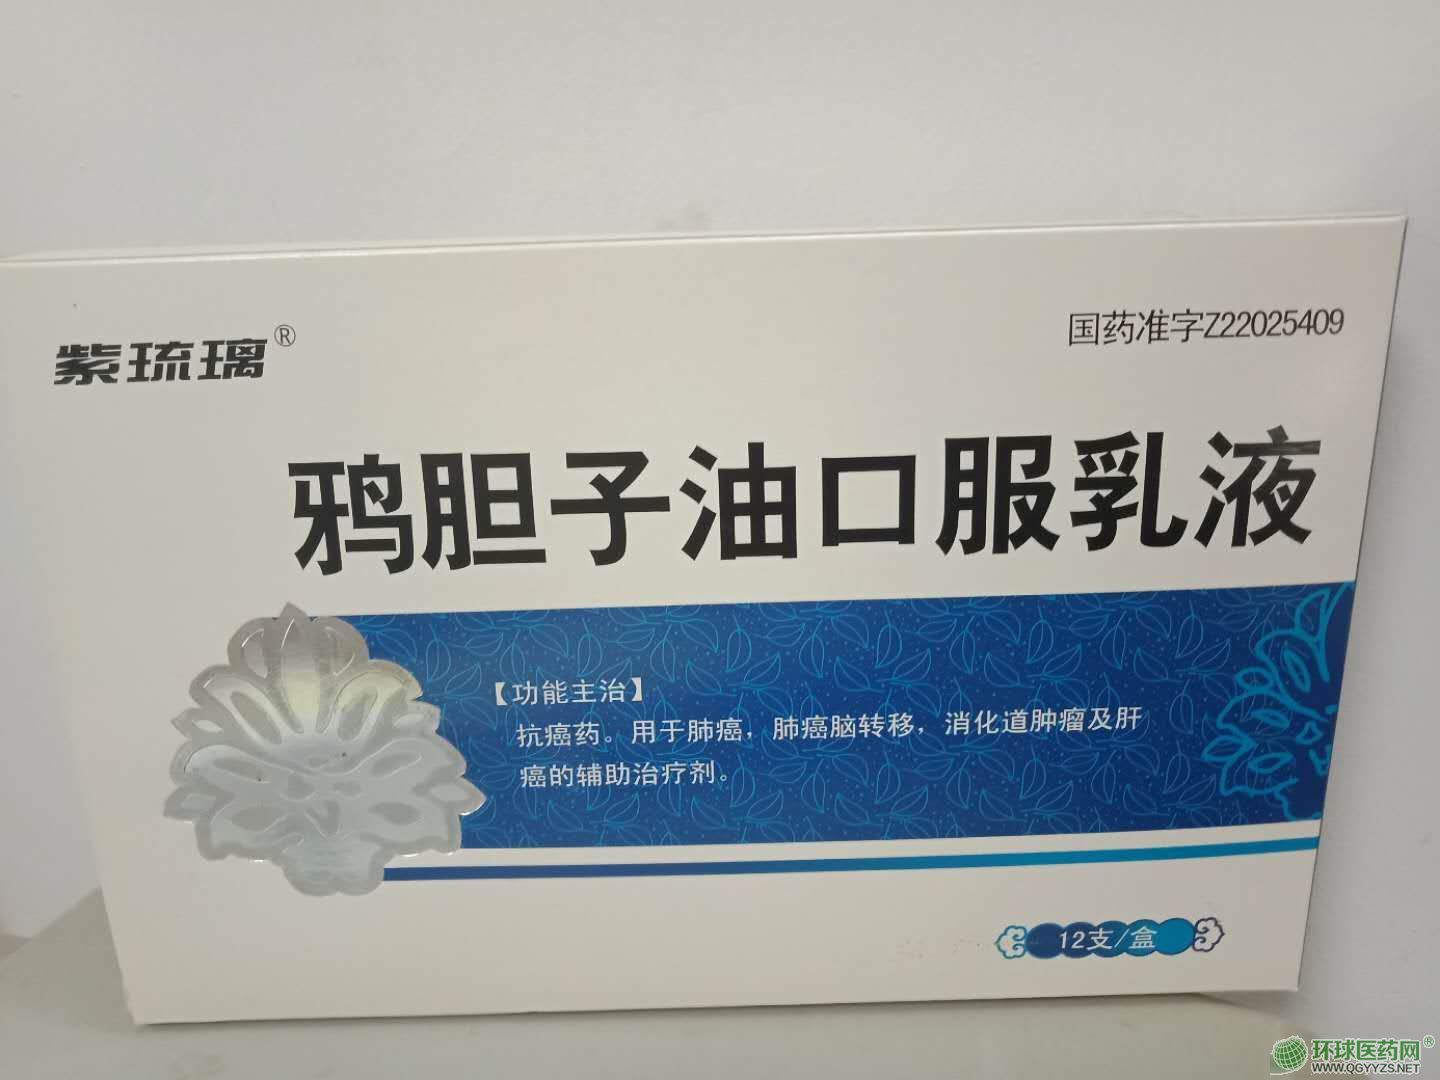 紫琉璃®
国药准字Z22025409
鸦胆子油口服乳液
【功能主治】
抗癌药。用于肺癌，肺癌脑转移，消化道肿瘤及肝
癌的辅助治疗剂。
12支/盒
环球医药网®
WWW.QGYYZS.NET